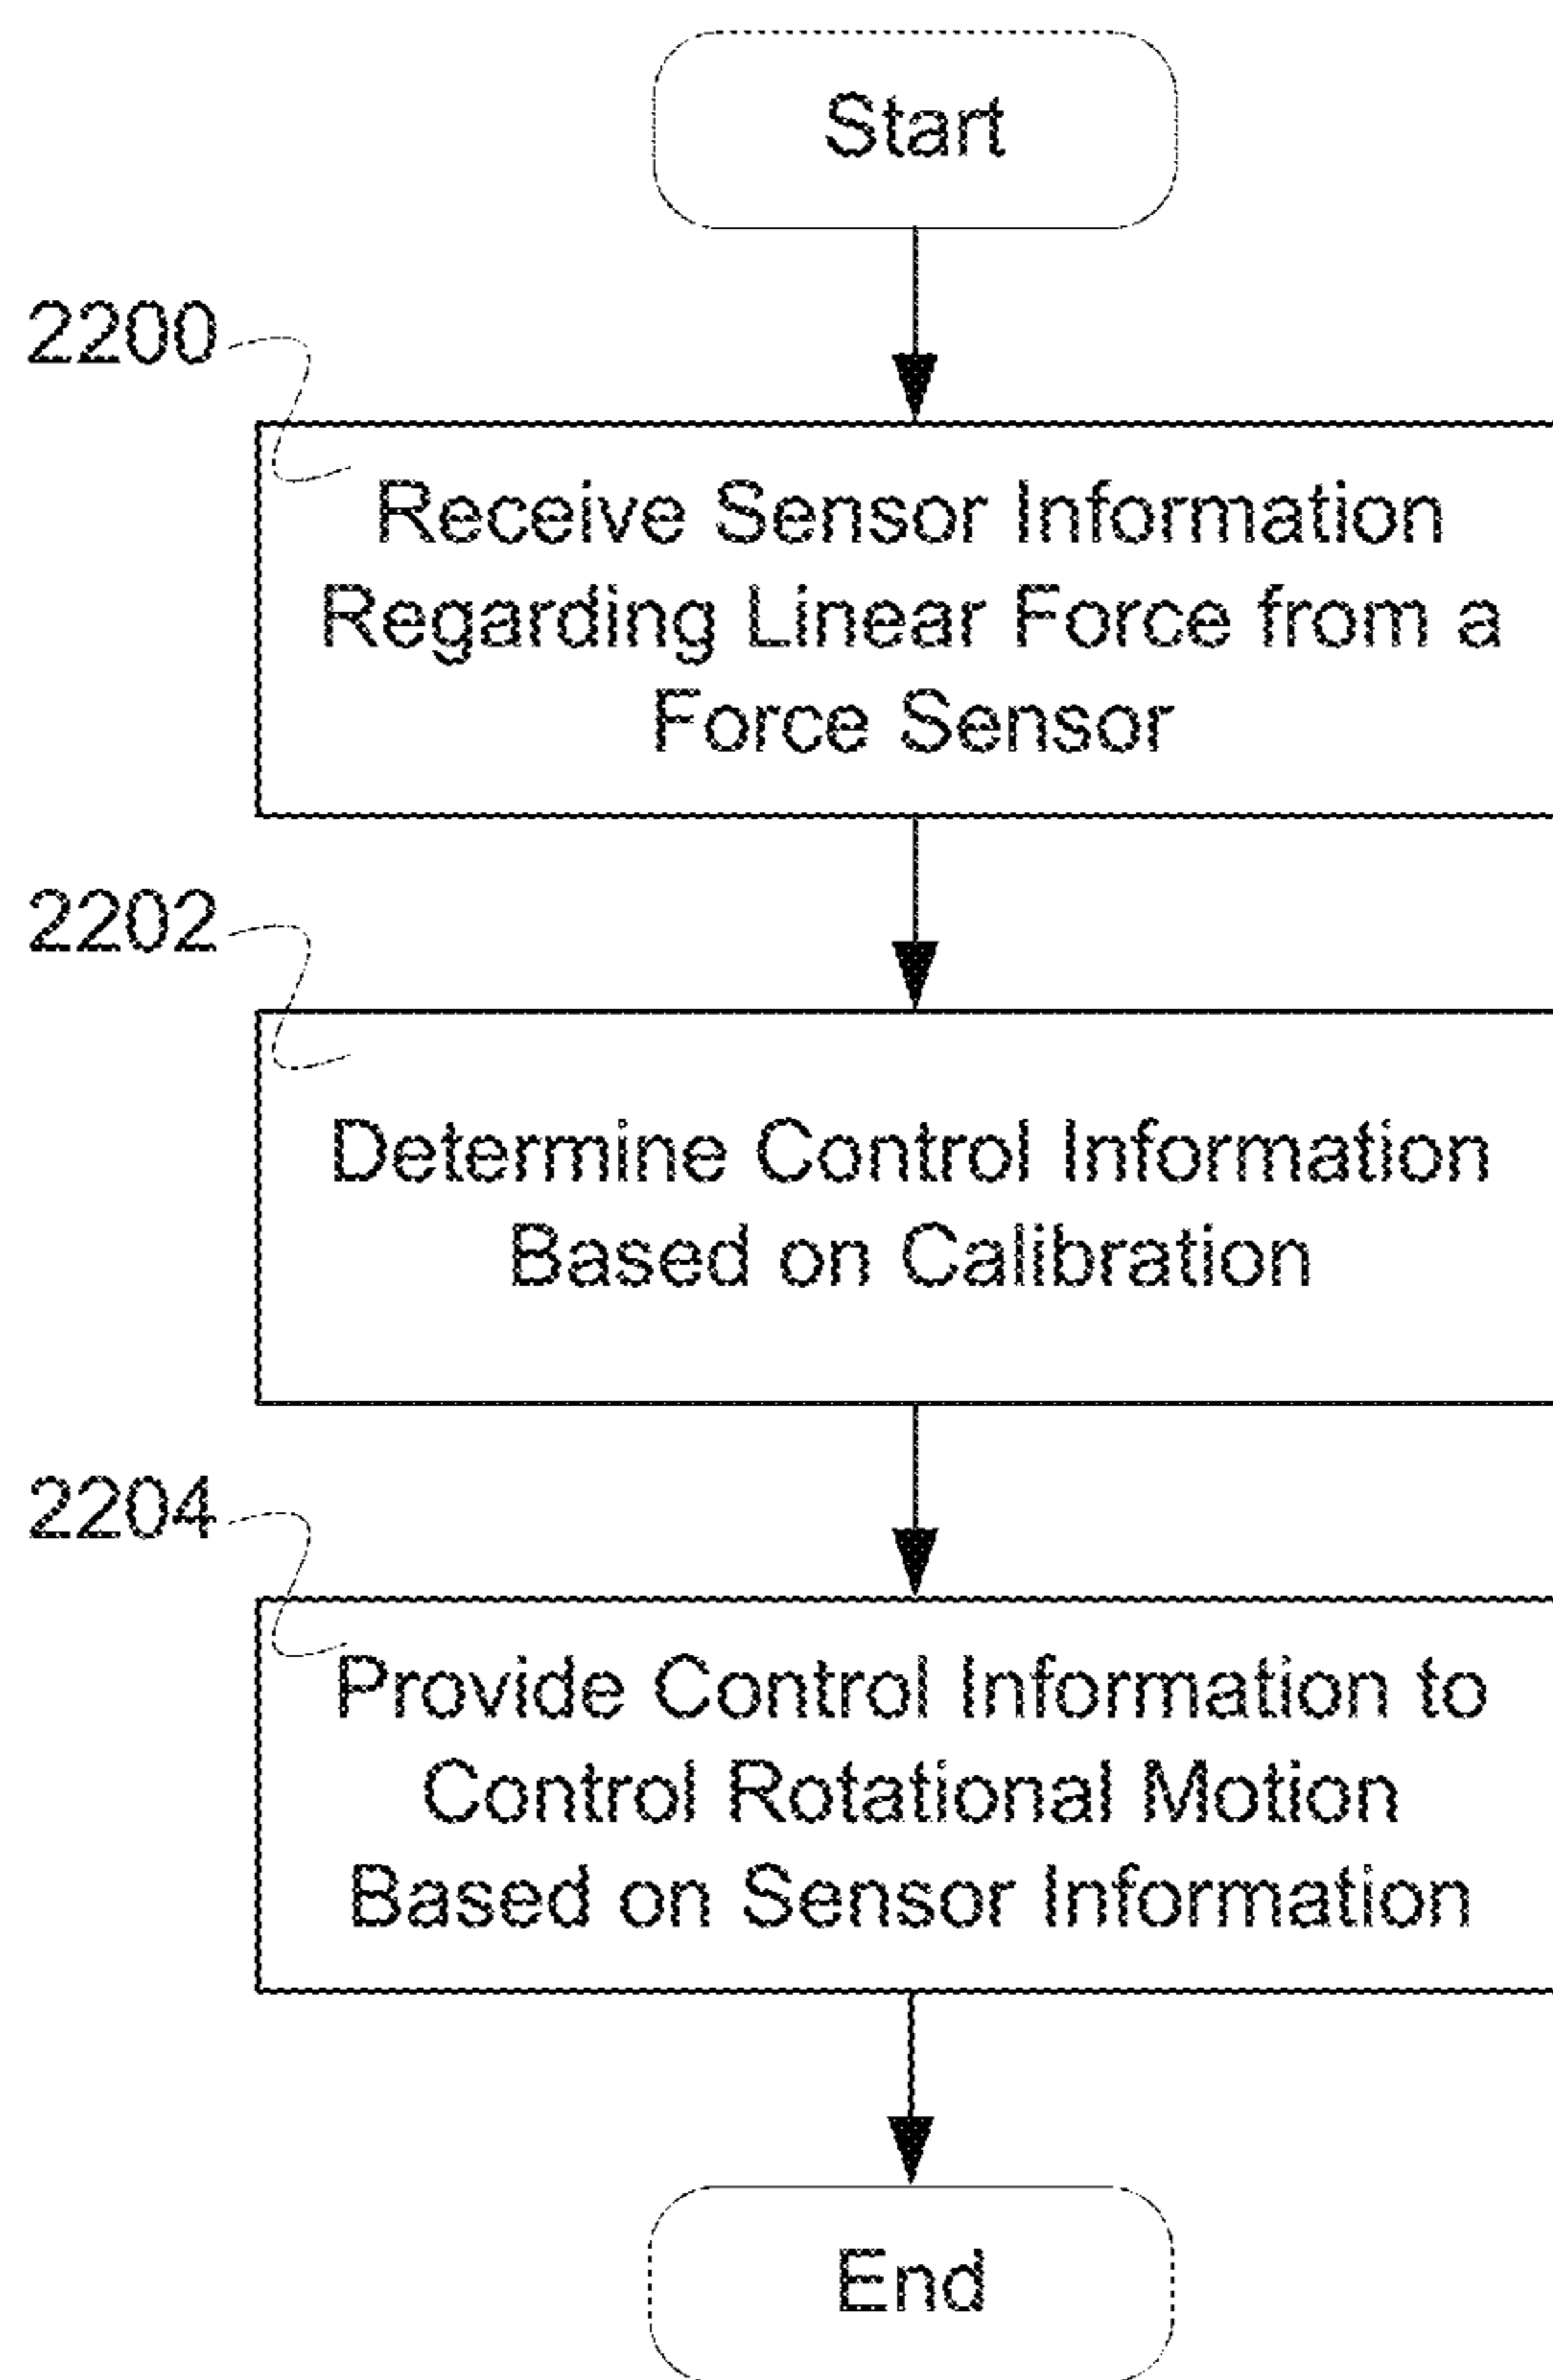 Start
2200
Receive Sensor Information
Regarding Linear Force from a
Force Sensor
2202
Determine Control Information
Based on Calibration
2204
Provide Control Information to
Control Rotational Motion
Based on Sensor Information
End